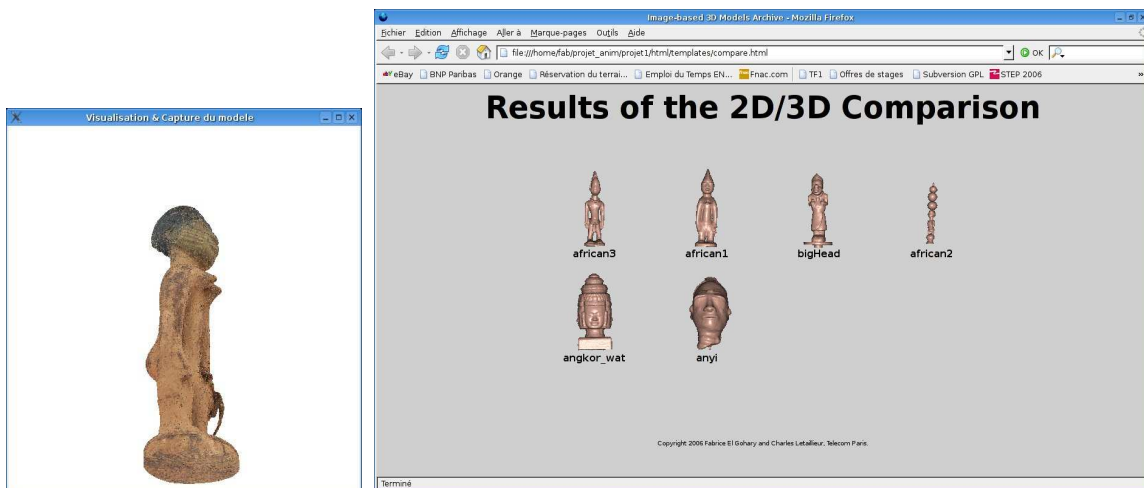 Visualisation & Capture du modele
Image-based 3D Models Archive - Mozilla Firefox
Fichier Edition Affichage Aller à Marque-pages Outils Aide
file:///home/fab/projet_anim/projet1/html/templates/compare.html
OK
eBay BNP Paribas Orange Réservation du terrai... Emploi du Temps EN... Fnac.com TF1 Offres de stages Subversion GPL STEP 2006 »
Results of the 2D/3D Comparison
african3 african1 bigHead african2
angkor_wat anyi
Copyright 2006 Fabrice El Gohary and Charles Letaillieur, Telecom Paris.
Terminé